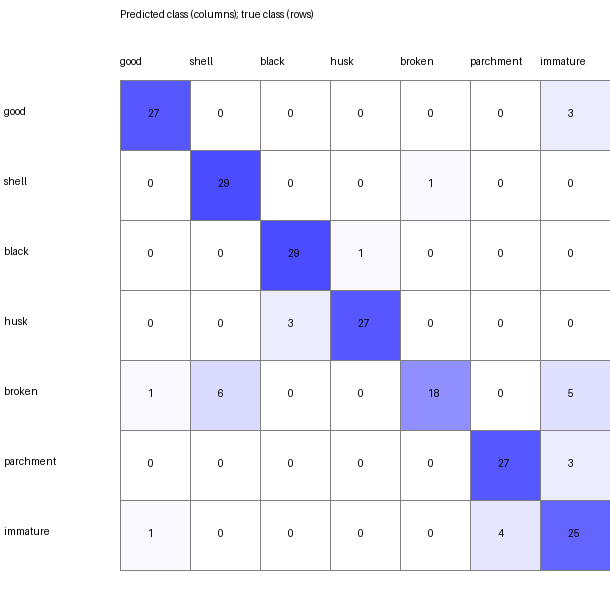 Predicted class (columns); true class (rows)
good shell black husk broken parchment immature
good 27 0 0 0 0 0 3
shell 0 29 0 0 1 0 0
black 0 0 29 1 0 0 0
husk 0 0 3 27 0 0 0
broken 1 6 0 0 18 0 5
parchment 0 0 0 0 0 27 3
immature 1 0 0 0 0 4 25